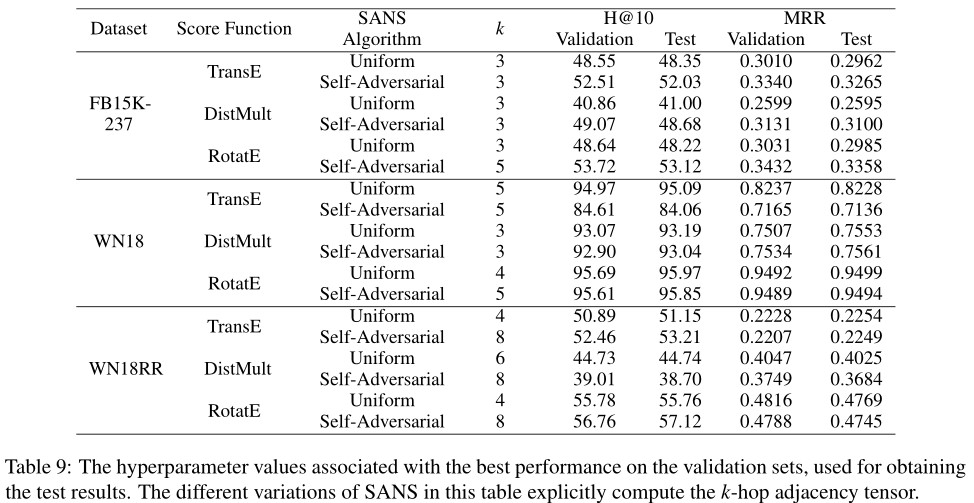 Dataset Score Function SANS Algorithm k H@10 MRR
Validation Test Validation Test
FB15K-237
TransE
Uniform 3 48.55 48.35 0.3010 0.2962
Self-Adversarial 3 52.51 52.03 0.3340 0.3265
DistMult
Uniform 3 40.86 41.00 0.2599 0.2595
Self-Adversarial 3 49.07 48.68 0.3131 0.3100
RotatE
Uniform 3 48.64 48.22 0.3031 0.2985
Self-Adversarial 5 53.72 53.12 0.3432 0.3358
WN18
TransE
Uniform 5 94.97 95.09 0.8237 0.8228
Self-Adversarial 5 84.61 84.06 0.7165 0.7136
DistMult
Uniform 3 93.07 93.19 0.7507 0.7553
Self-Adversarial 3 92.90 93.04 0.7534 0.7561
RotatE
Uniform 4 95.69 95.97 0.9492 0.9499
Self-Adversarial 5 95.61 95.85 0.9489 0.9494
WN18RR
TransE
Uniform 4 50.89 51.15 0.2228 0.2254
Self-Adversarial 8 52.46 53.21 0.2207 0.2249
DistMult
Uniform 6 44.73 44.74 0.4047 0.4025
Self-Adversarial 8 39.01 38.70 0.3749 0.3684
RotatE
Uniform 4 55.78 55.76 0.4816 0.4769
Self-Adversarial 8 56.76 57.12 0.4788 0.4745
Table 9: The hyperparameter values associated with the best performance on the validation sets, used for obtaining
the test results. The different variations of SANS in this table explicitly compute the k-hop adjacency tensor.